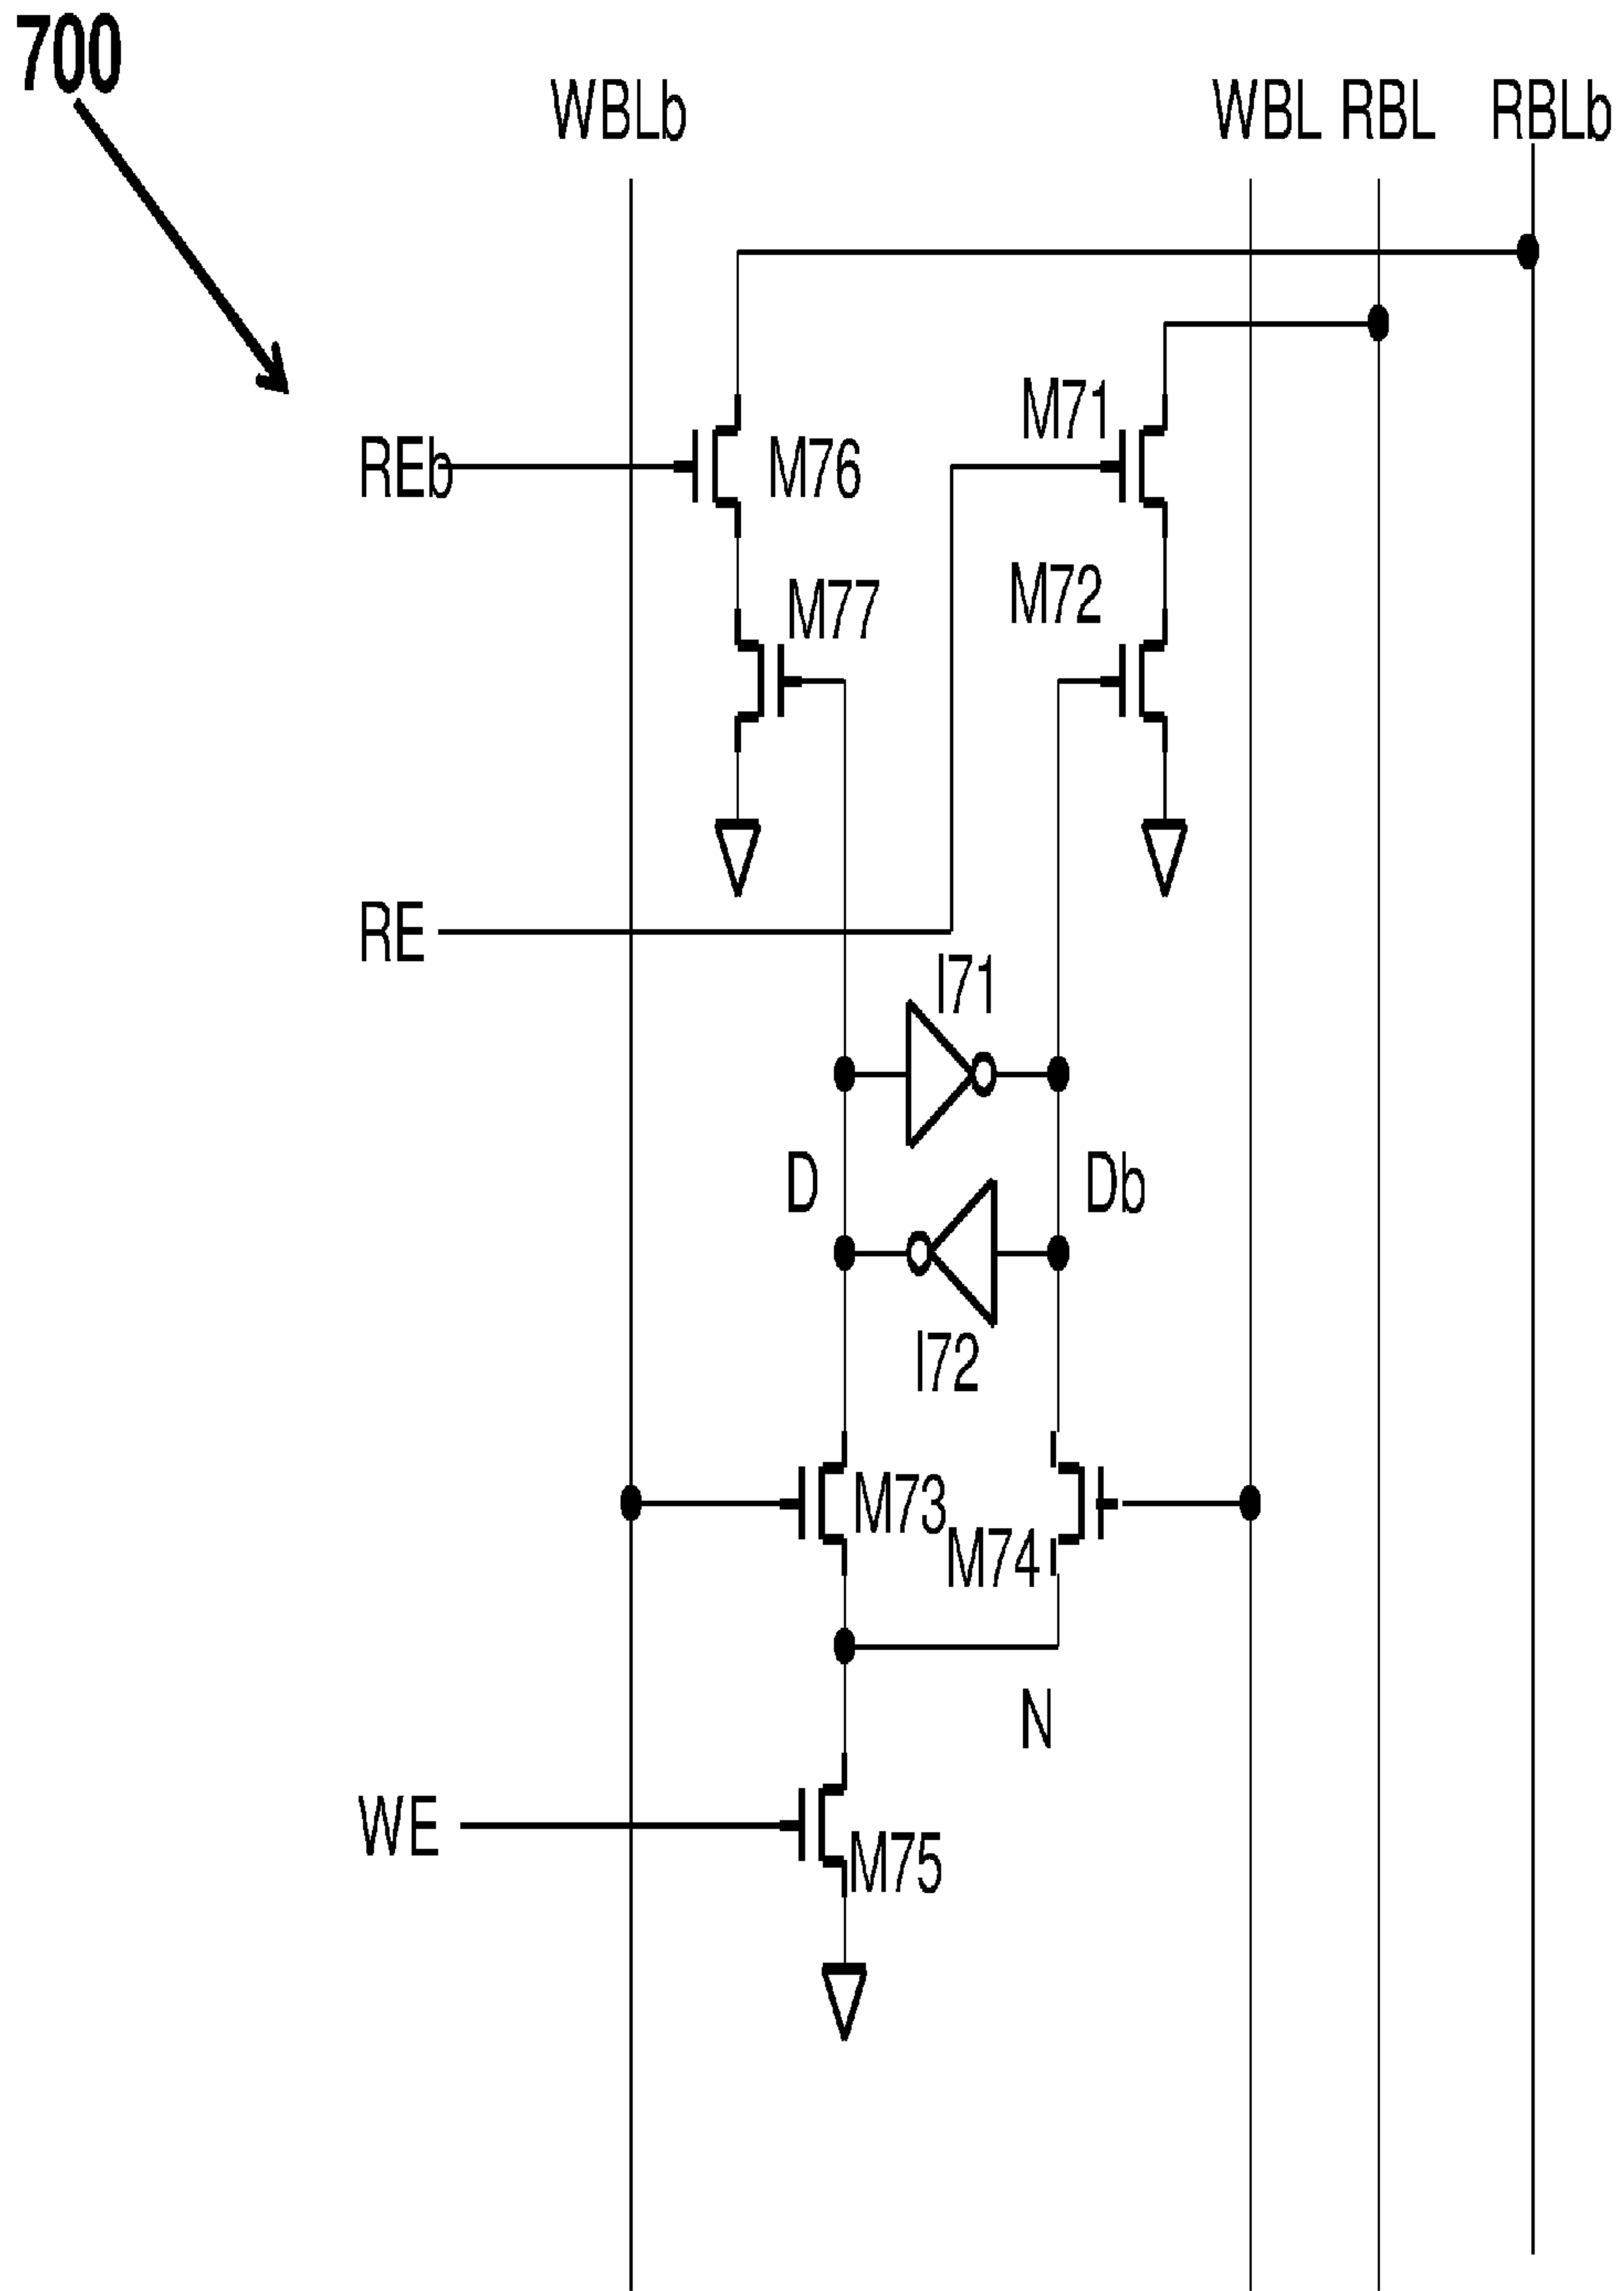 700
WBLb WBL RBL RBLb
M71
REb M76
M72
M77
RE
I71
D Db
I72
M73
M74
N
WE
M75